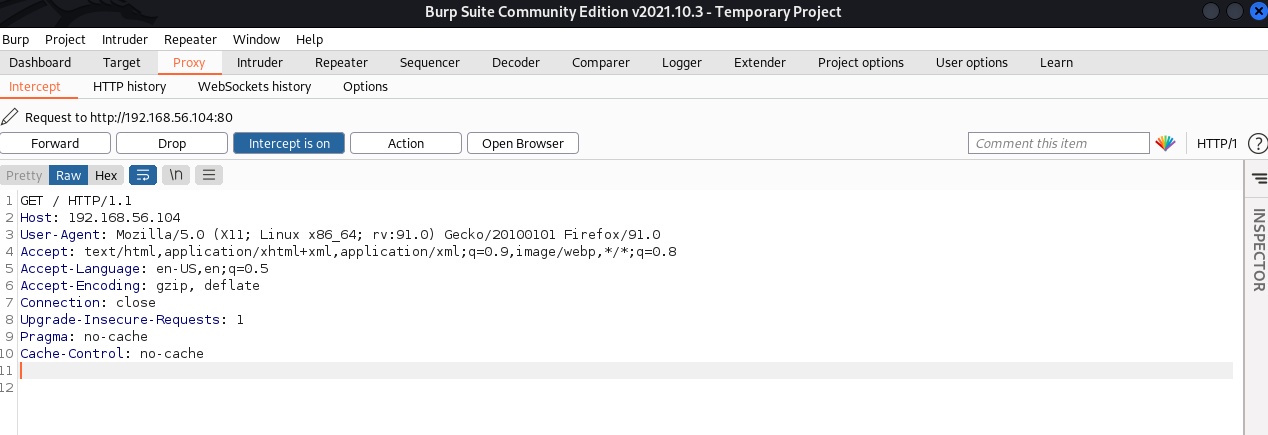 Burp Suite Community Edition v2021.10.3 - Temporary Project
Burp Project Intruder Repeater Window Help
Dashboard Target Proxy Intruder Repeater Sequencer Decoder Comparer Logger Extender Project options User options Learn
Intercept HTTP history WebSockets history Options
Request to http://192.168.56.104:80
Forward Drop Intercept is on Action Open Browser Comment this item HTTP/1 ?
Pretty Raw Hex \n
1 GET / HTTP/1.1
2 Host: 192.168.56.104
3 User-Agent: Mozilla/5.0 (X11; Linux x86_64; rv:91.0) Gecko/20100101 Firefox/91.0
4 Accept: text/html,application/xhtml+xml,application/xml;q=0.9,image/webp,*/*;q=0.8
5 Accept-Language: en-US,en;q=0.5
6 Accept-Encoding: gzip, deflate
7 Connection: close
8 Upgrade-Insecure-Requests: 1
9 Pragma: no-cache
10 Cache-Control: no-cache
11
12
INSPECTOR